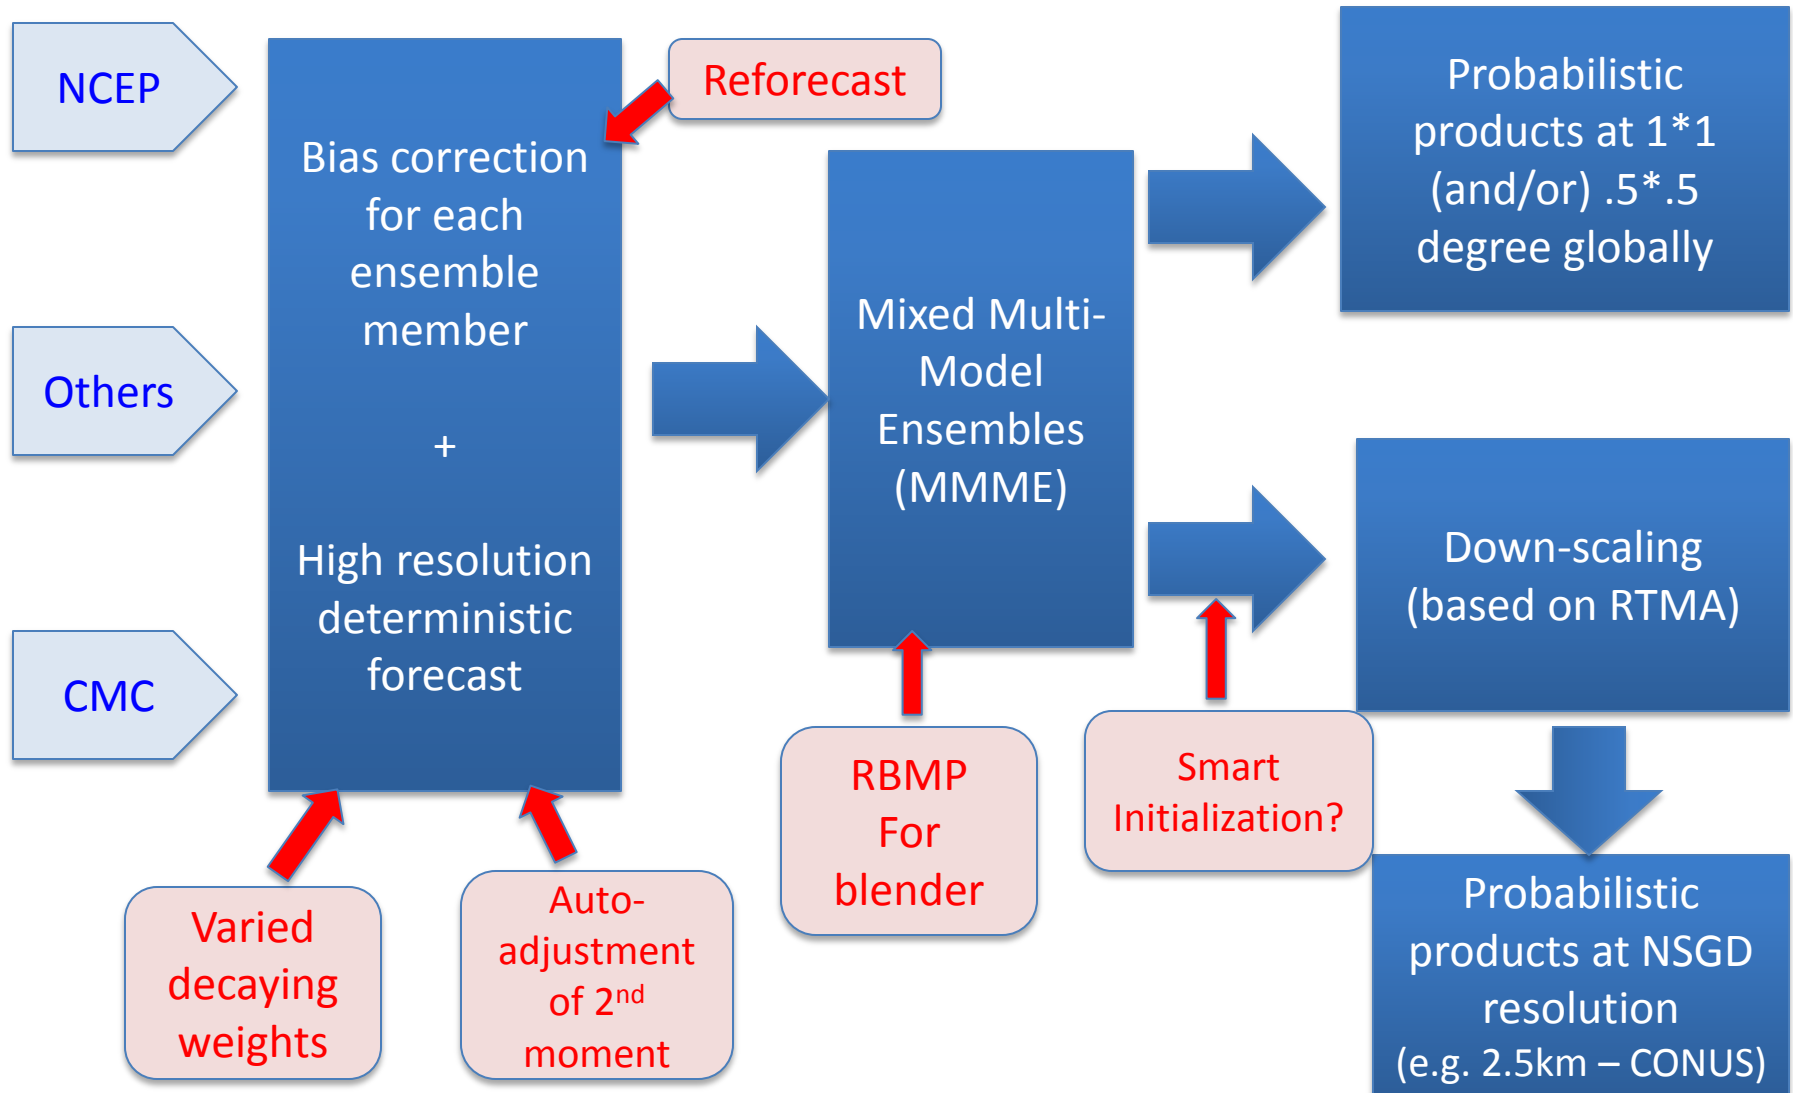 NCEP
Others
CMC
Bias correction
for each
ensemble
member
+
High resolution
deterministic
forecast
Reforecast
Varied
decaying
weights
Auto-
adjustment
of 2nd
moment
Mixed Multi-
Model
Ensembles
(MMME)
RBMP
For
blender
Smart
Initialization?
Probabilistic
products at 1*1
(and/or) .5*.5
degree globally
Down-scaling
(based on RTMA)
Probabilistic
products at NSGD
resolution
(e.g. 2.5km – CONUS)